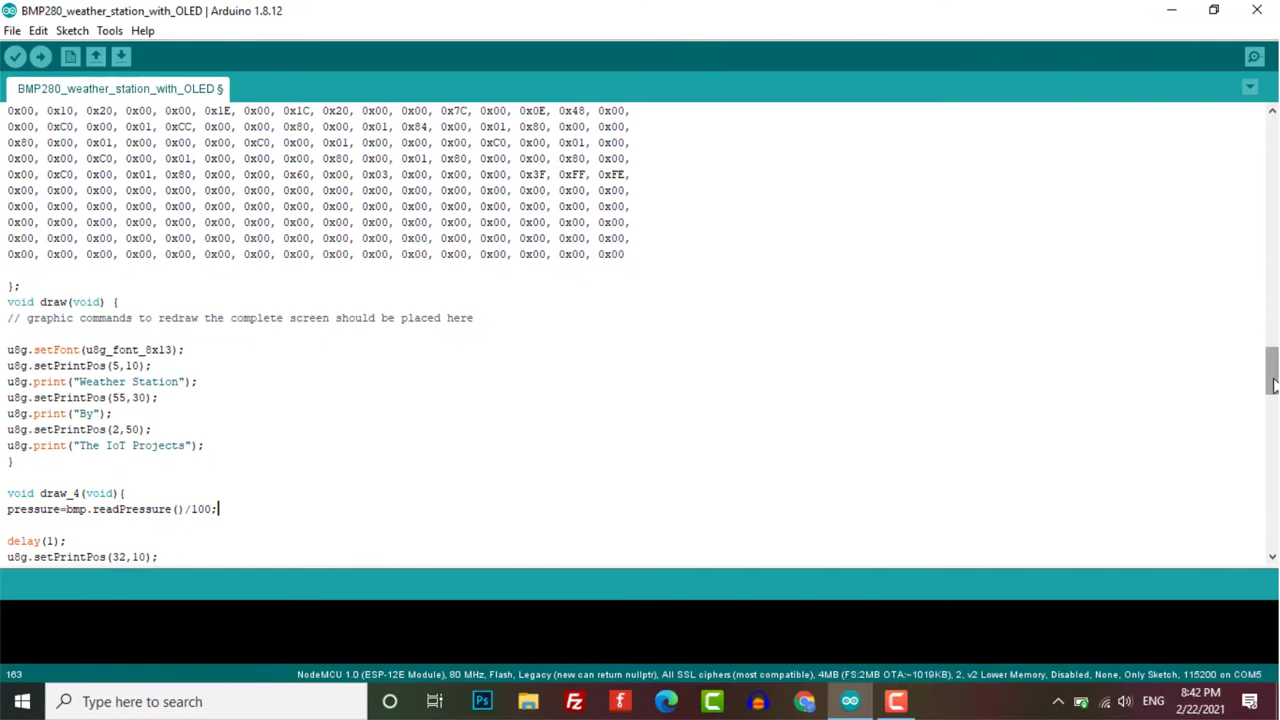 BMP280_weather_station_with_OLED | Arduino 1.8.12
File Edit Sketch Tools Help
BMP280_weather_station_with_OLED §
0x00, 0x10, 0x20, 0x00, 0x00, 0x1E, 0x00, 0x1C, 0x20, 0x00, 0x00, 0x7C, 0x00, 0x0E, 0x48, 0x00,
0x00, 0xC0, 0x00, 0x01, 0xCC, 0x00, 0x00, 0x80, 0x00, 0x01, 0x84, 0x00, 0x01, 0x80, 0x00, 0x00,
0x80, 0x00, 0x01, 0x00, 0x00, 0x00, 0xC0, 0x00, 0x01, 0x00, 0x00, 0x00, 0xC0, 0x00, 0x01, 0x00,
0x00, 0x00, 0xC0, 0x00, 0x01, 0x00, 0x00, 0x00, 0x80, 0x00, 0x01, 0x80, 0x00, 0x00, 0x80, 0x00,
0x00, 0xC0, 0x00, 0x01, 0x80, 0x00, 0x00, 0x60, 0x00, 0x03, 0x00, 0x00, 0x00, 0x3F, 0xFF, 0xFE,
0x00, 0x00, 0x00, 0x00, 0x00, 0x00, 0x00, 0x00, 0x00, 0x00, 0x00, 0x00, 0x00, 0x00, 0x00, 0x00,
0x00, 0x00, 0x00, 0x00, 0x00, 0x00, 0x00, 0x00, 0x00, 0x00, 0x00, 0x00, 0x00, 0x00, 0x00, 0x00,
0x00, 0x00, 0x00, 0x00, 0x00, 0x00, 0x00, 0x00, 0x00, 0x00, 0x00, 0x00, 0x00, 0x00, 0x00, 0x00,
0x00, 0x00, 0x00, 0x00, 0x00, 0x00, 0x00, 0x00, 0x00, 0x00, 0x00, 0x00, 0x00, 0x00, 0x00, 0x00,
0x00, 0x00, 0x00, 0x00, 0x00, 0x00, 0x00, 0x00, 0x00, 0x00, 0x00, 0x00, 0x00, 0x00, 0x00, 0x00
};
void draw(void) {
// graphic commands to redraw the complete screen should be placed here
u8g.setFont(u8g_font_8x13);
u8g.setPrintPos(5,10);
u8g.print("Weather Station");
u8g.setPrintPos(55,30);
u8g.print("By");
u8g.setPrintPos(2,50);
u8g.print("The IoT Projects");
}
void draw_4(void){
pressure=bmp.readPressure()/100;
delay(1);
u8g.setPrintPos(32,10);
163 NodeMCU 1.0 (ESP-12E Module), 80 MHz, Flash, Legacy (new can return nullptr), All SSL ciphers (most compatible), 4MB (FS:2MB OTA:~1019KB), 2, v2 Lower Memory, Disabled, None, Only Sketch, 115200 on COM5
Type here to search
Ps
ENG
8:42 PM
2/22/2021